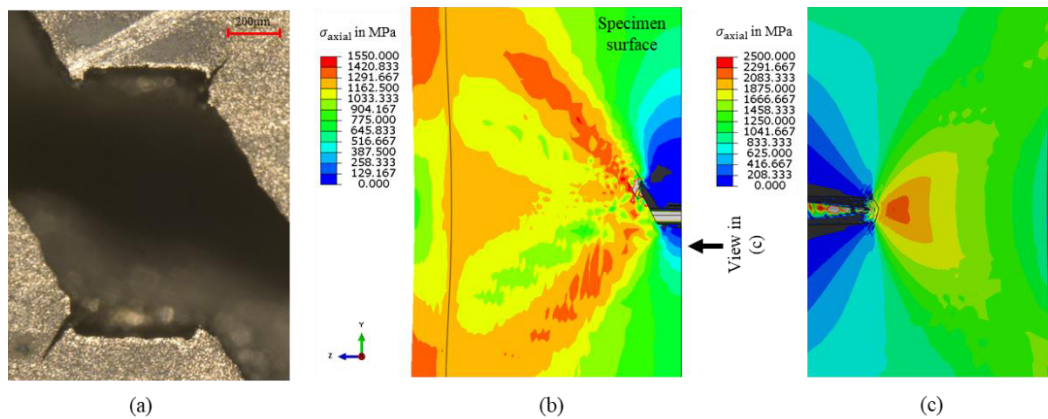 200μm
σaxial in MPa
1550.000
1420.833
1291.667
1162.500
1033.333
904.167
775.000
645.833
516.667
387.500
258.333
129.167
0.000
Y
Z
Specimen
surface
View in
(c)
σaxial in MPa
2500.000
2291.667
2083.333
1875.000
1666.667
1458.333
1250.000
1041.667
833.333
625.000
416.667
208.333
0.000
(a)
(b)
(c)